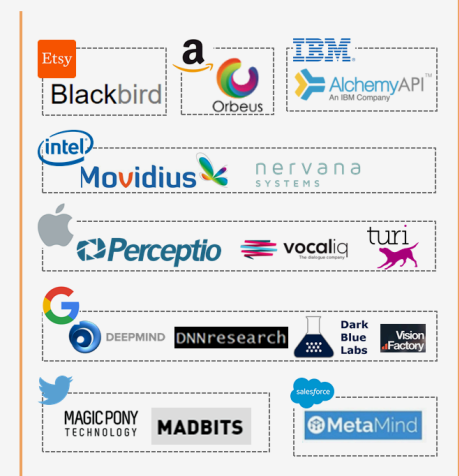 Etsy
Blackbird
a
Orbeus
IBM®
AlchemyAPI™
An IBM Company
intel
Movidius
nervana
SYSTEMS
Perceptio
vocaliq
The dialogue company
turi
G
DEEPMIND
DNNresearch
Dark
Blue
Labs
Vision
Factory
MAGIC PONY
TECHNOLOGY
MADBITS
salesforce
MetaMind